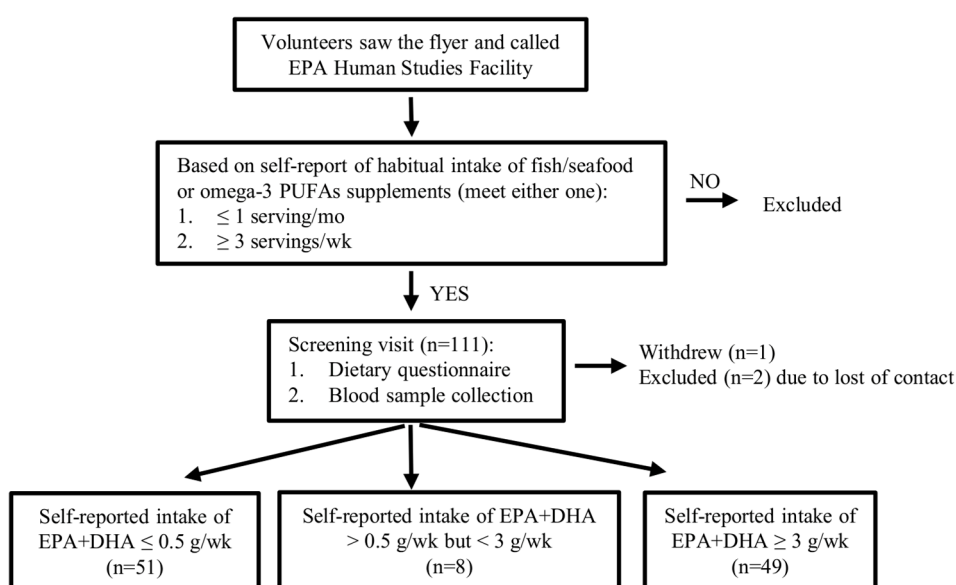 Volunteers saw the flyer and called
EPA Human Studies Facility
Based on self-report of habitual intake of fish/seafood
or omega-3 PUFAs supplements (meet either one):
1. ≤ 1 serving/mo
2. ≥ 3 servings/wk
NO
Excluded
YES
Screening visit (n=111):
1. Dietary questionnaire
2. Blood sample collection
Withdrew (n=1)
Excluded (n=2) due to lost of contact
Self-reported intake of
EPA+DHA ≤ 0.5 g/wk
(n=51)
Self-reported intake of EPA+DHA
> 0.5 g/wk but < 3 g/wk
(n=8)
Self-reported intake of
EPA+DHA ≥ 3 g/wk
(n=49)